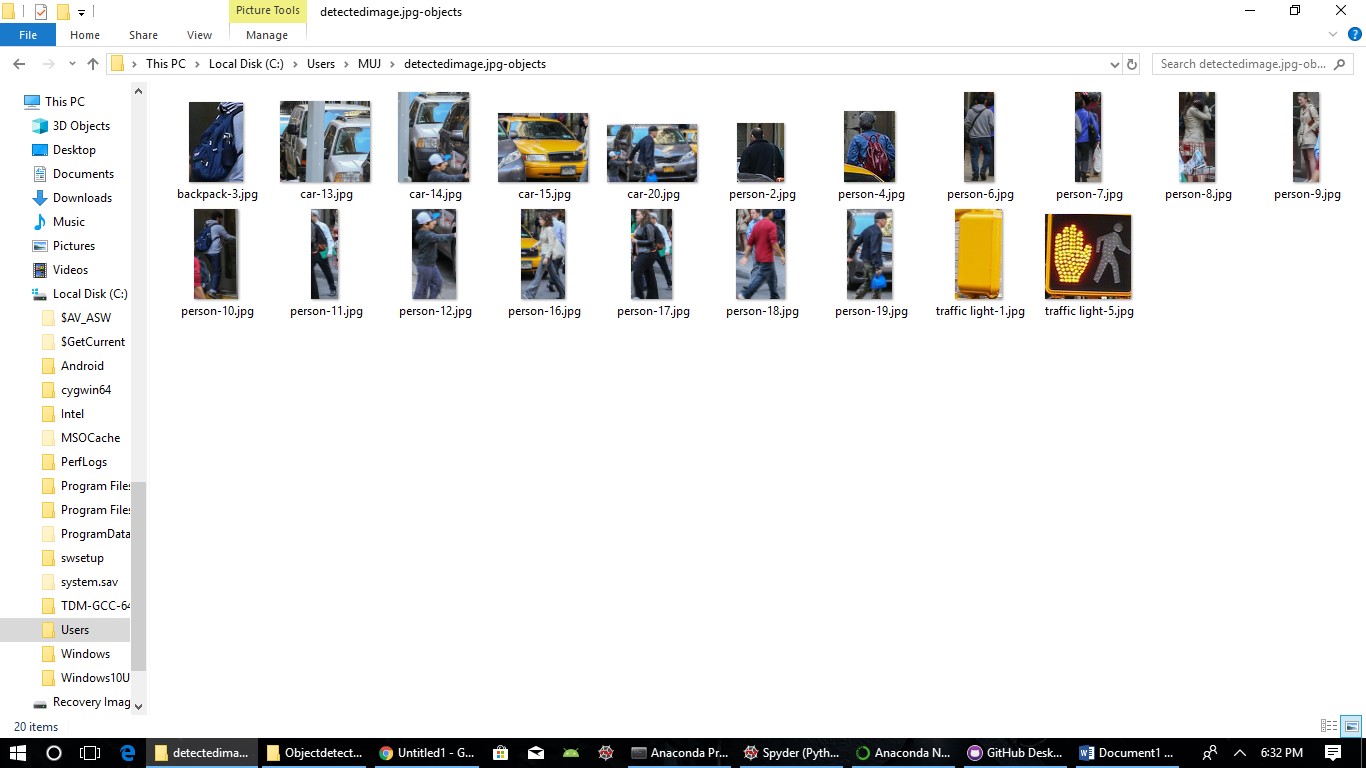 Picture Tools
detectedimage.jpg-objects
File
Home
Share
View
Manage
This PC
Local Disk (C:)
Users
MUJ
detectedimage.jpg-objects
Search detectedimage.jpg-ob...
This PC
3D Objects
Desktop
Documents
Downloads
Music
Pictures
Videos
Local Disk (C:)
$AV_ASW
$GetCurrent
Android
cygwin64
Intel
MSOCache
PerfLogs
Program Files
Program Files
ProgramData
swsetup
system.sav
TDM-GCC-64
Users
Windows
Windows10U
Recovery Imag
backpack-3.jpg
car-13.jpg
car-14.jpg
car-15.jpg
car-20.jpg
person-2.jpg
person-4.jpg
person-6.jpg
person-7.jpg
person-8.jpg
person-9.jpg
person-10.jpg
person-11.jpg
person-12.jpg
person-16.jpg
person-17.jpg
person-18.jpg
person-19.jpg
traffic light-1.jpg
traffic light-5.jpg
20 items
detectedima...
Objectdetect...
Untitled1 - G...
Anaconda Pr...
Spyder (Pyth...
Anaconda N...
GitHub Desk...
Document1 ...
6:32 PM